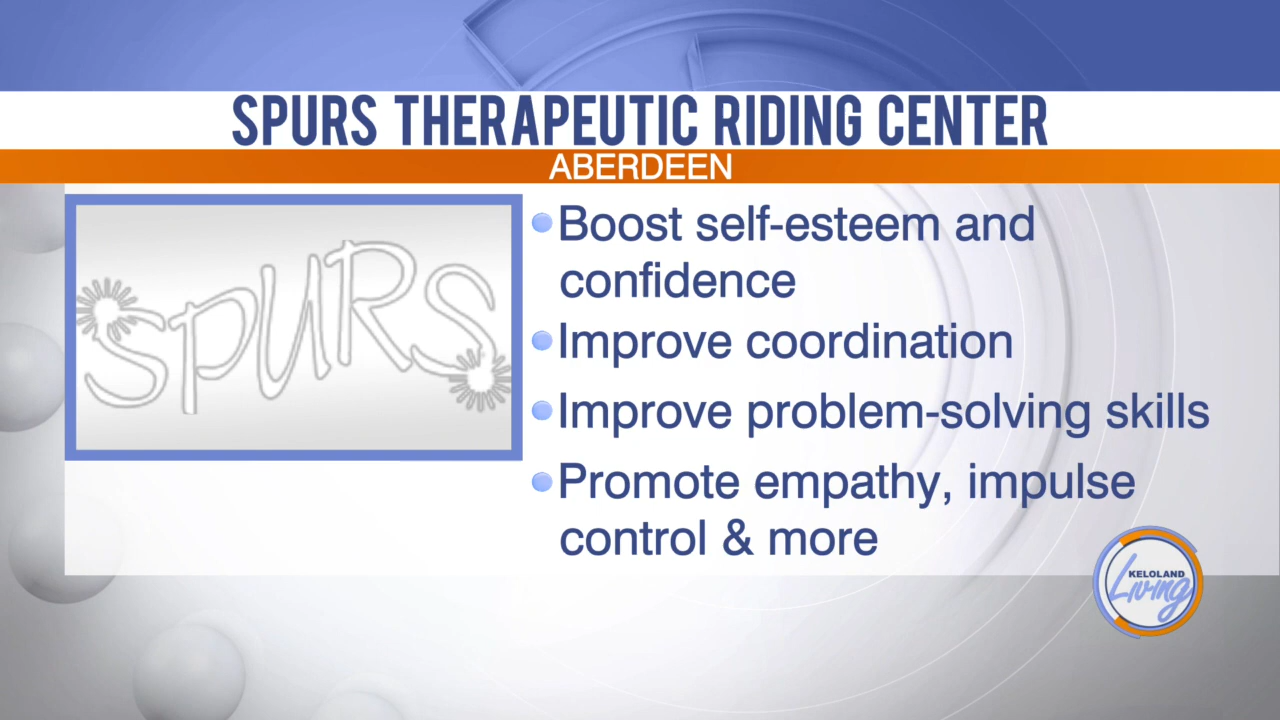 SPURS THERAPEUTIC RIDING CENTER
ABERDEEN
SPURS
Boost self-esteem and
confidence
Improve coordination
Improve problem-solving skills
Promote empathy, impulse
control & more
KELOLAND
Living